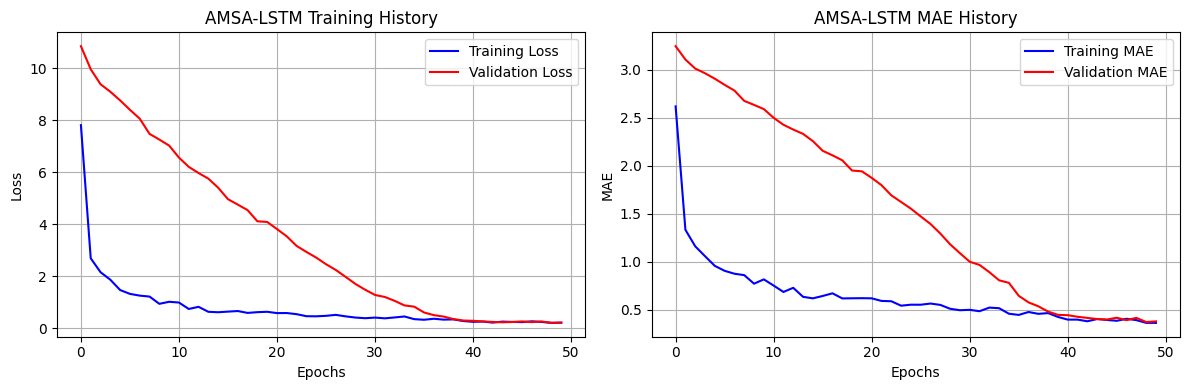 AMSA-LSTM Training History
Training Loss
Validation Loss
Loss
10
8
6
4
2
0
0 10 20 30 40 50
Epochs
AMSA-LSTM MAE History
Training MAE
Validation MAE
MAE
3.0
2.5
2.0
1.5
1.0
0.5
0 10 20 30 40 50
Epochs